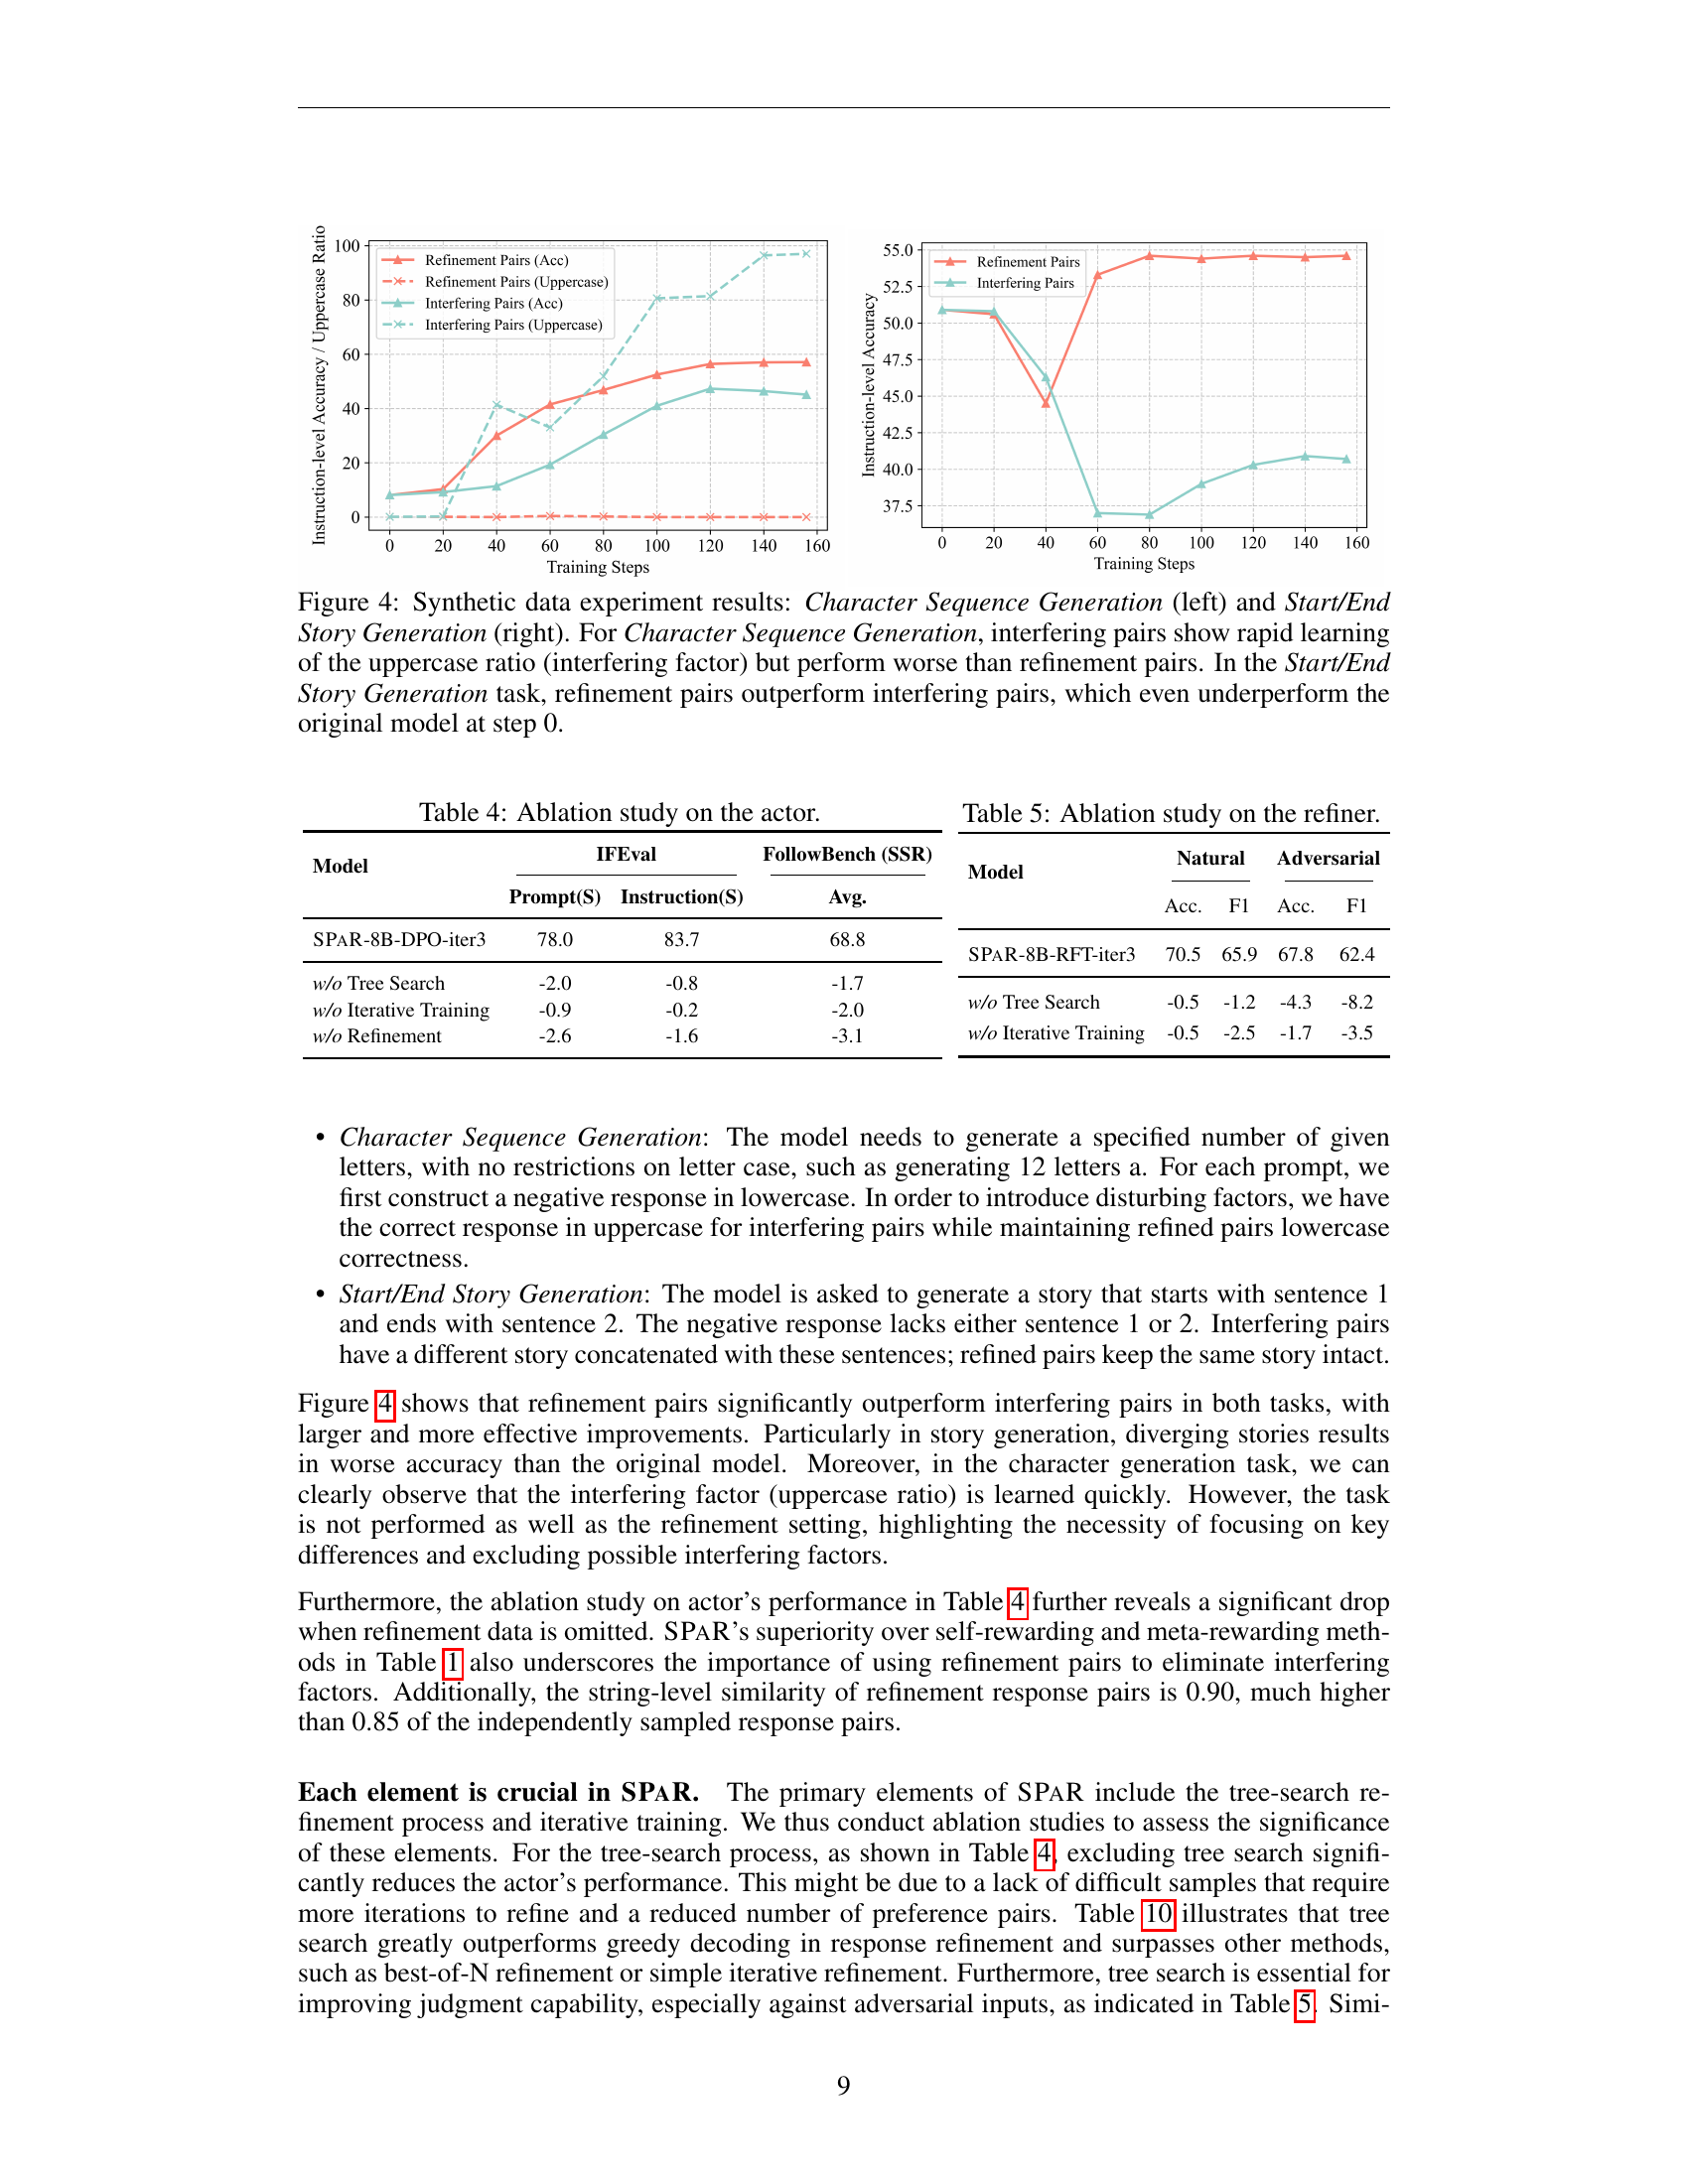 Instruction-level Accuracy / Uppercase Ratio
100
80
60
40
20
0
Refinement Pairs (Acc)
Refinement Pairs (Uppercase)
Interfering Pairs (Acc)
Interfering Pairs (Uppercase)
0 20 40 60 80 100 120 140 160
Training Steps
Instruction-level Accuracy
55.0
52.5
50.0
47.5
45.0
42.5
40.0
37.5
Refinement Pairs
Interfering Pairs
0 20 40 60 80 100 120 140 160
Training Steps
Figure 4: Synthetic data experiment results: Character Sequence Generation (left) and Start/End
Story Generation (right). For Character Sequence Generation, interfering pairs show rapid learning
of the uppercase ratio (interfering factor) but perform worse than refinement pairs. In the Start/End
Story Generation task, refinement pairs outperform interfering pairs, which even underperform the
original model at step 0.
Table 4: Ablation study on the actor.
Model IFEval FollowBench (SSR)
Prompt(S) Instruction(S) Avg.
SPAR-8B-DPO-iter3 78.0 83.7 68.8
w/o Tree Search -2.0 -0.8 -1.7
w/o Iterative Training -0.9 -0.2 -2.0
w/o Refinement -2.6 -1.6 -3.1
Table 5: Ablation study on the refiner.
Model Natural Adversarial
Acc. F1 Acc. F1
SPAR-8B-RFT-iter3 70.5 65.9 67.8 62.4
w/o Tree Search -0.5 -1.2 -4.3 -8.2
w/o Iterative Training -0.5 -2.5 -1.7 -3.5
• Character Sequence Generation: The model needs to generate a specified number of given
letters, with no restrictions on letter case, such as generating 12 letters a. For each prompt, we
first construct a negative response in lowercase. In order to introduce disturbing factors, we have
the correct response in uppercase for interfering pairs while maintaining refined pairs lowercase
correctness.
• Start/End Story Generation: The model is asked to generate a story that starts with sentence 1
and ends with sentence 2. The negative response lacks either sentence 1 or 2. Interfering pairs
have a different story concatenated with these sentences; refined pairs keep the same story intact.
Figure 4 shows that refinement pairs significantly outperform interfering pairs in both tasks, with
larger and more effective improvements. Particularly in story generation, diverging stories results
in worse accuracy than the original model. Moreover, in the character generation task, we can
clearly observe that the interfering factor (uppercase ratio) is learned quickly. However, the task
is not performed as well as the refinement setting, highlighting the necessity of focusing on key
differences and excluding possible interfering factors.
Furthermore, the ablation study on actor's performance in Table 4 further reveals a significant drop
when refinement data is omitted. SPAR's superiority over self-rewarding and meta-rewarding meth-
ods in Table 1 also underscores the importance of using refinement pairs to eliminate interfering
factors. Additionally, the string-level similarity of refinement response pairs is 0.90, much higher
than 0.85 of the independently sampled response pairs.
Each element is crucial in SPAR. The primary elements of SPAR include the tree-search re-
finement process and iterative training. We thus conduct ablation studies to assess the significance
of these elements. For the tree-search process, as shown in Table 4, excluding tree search signifi-
cantly reduces the actor's performance. This might be due to a lack of difficult samples that require
more iterations to refine and a reduced number of preference pairs. Table 10 illustrates that tree
search greatly outperforms greedy decoding in response refinement and surpasses other methods,
such as best-of-N refinement or simple iterative refinement. Furthermore, tree search is essential for
improving judgment capability, especially against adversarial inputs, as indicated in Table 5. Simi-
9